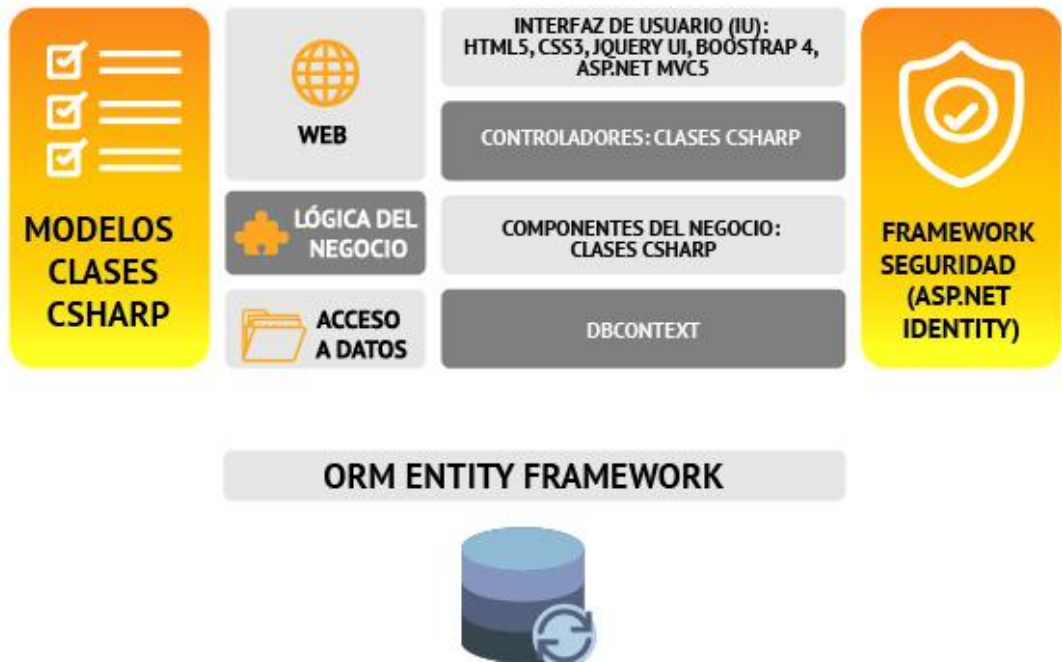 MODELOS
CLASES
CSHARP
WEB
INTERFAZ DE USUARIO (IU):
HTML5, CSS3, JQUERY UI, BOOSTRAP 4,
ASP.NET MVC5
CONTROLADORES: CLASES CSHARP
LÓGICA DEL
NEGOCIO
COMPONENTES DEL NEGOCIO:
CLASES CSHARP
ACCESO
A DATOS
DBCONTEXT
FRAMEWORK
SEGURIDAD
(ASP.NET
IDENTITY)
ORM ENTITY FRAMEWORK